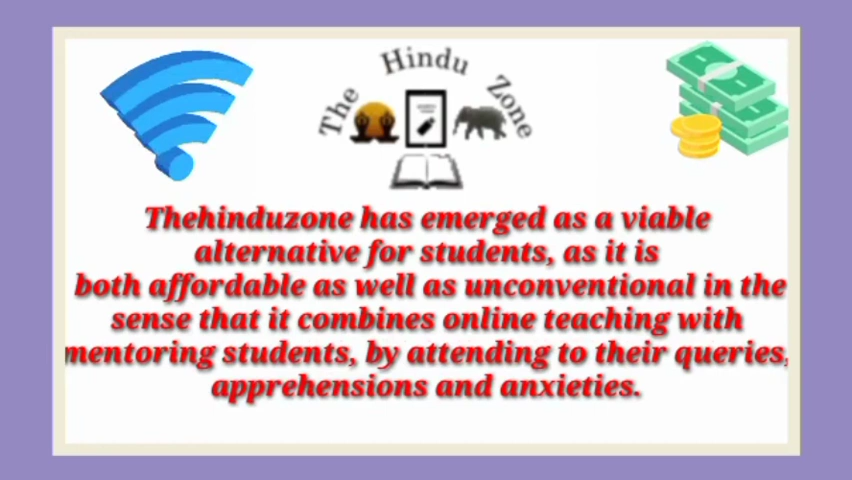 The Hindu Zone
Thehinduzone has emerged as a viable
alternative for students, as it is
both affordable as well as unconventional in the
sense that it combines online teaching with
mentoring students, by attending to their queries,
apprehensions and anxieties.